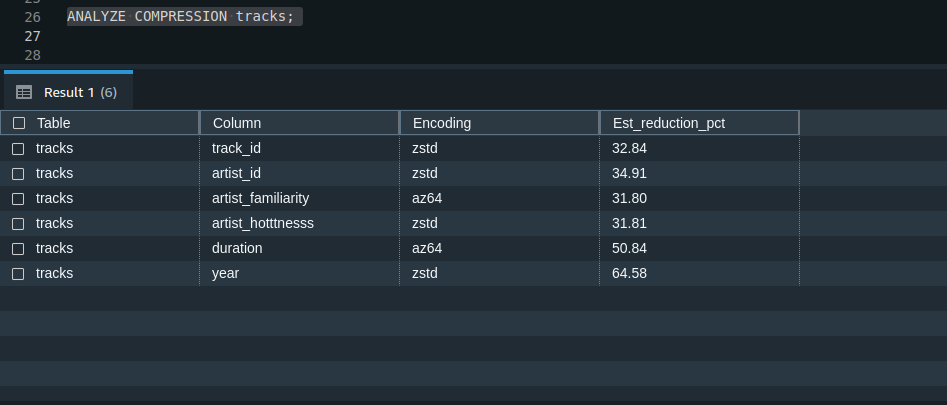 25
26 ANALYZE COMPRESSION tracks;
27
28
Result 1 (6)
Table Column Encoding Est_reduction_pct
tracks track_id zstd 32.84
tracks artist_id zstd 34.91
tracks artist_familiarity az64 31.80
tracks artist_hotttnesss zstd 31.81
tracks duration az64 50.84
tracks year zstd 64.58